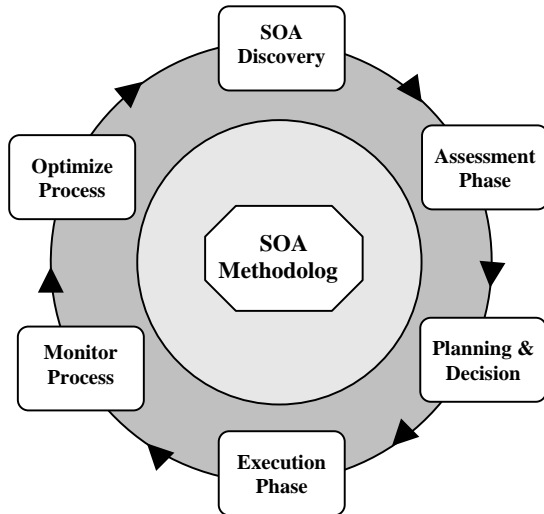 SOA
Discovery
Assessment
Phase
Planning &
Decision
Execution
Phase
Monitor
Process
Optimize
Process
SOA
Methodolog